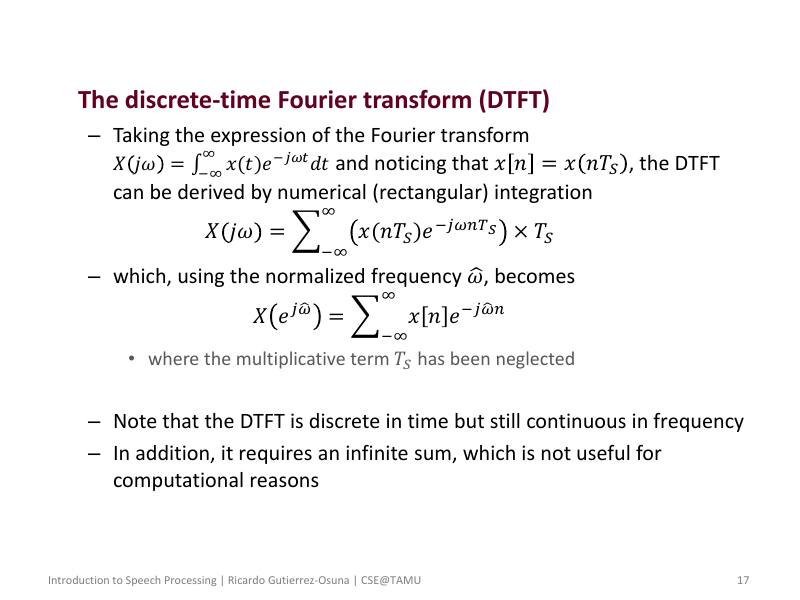 The discrete-time Fourier transform (DTFT)
– Taking the expression of the Fourier transform
X(jω) = ∫_{−∞}^{∞} x(t)e^{−jωt}dt and noticing that x[n] = x(nT_S), the DTFT
can be derived by numerical (rectangular) integration
X(jω) = ∑_{−∞}^{∞} (x(nT_S)e^{−jωnT_S}) × T_S
– which, using the normalized frequency ω̂, becomes
X(e^{jω̂}) = ∑_{−∞}^{∞} x[n]e^{−jω̂n}
• where the multiplicative term T_S has been neglected
– Note that the DTFT is discrete in time but still continuous in frequency
– In addition, it requires an infinite sum, which is not useful for
computational reasons
Introduction to Speech Processing | Ricardo Gutierrez-Osuna | CSE@TAMU 17